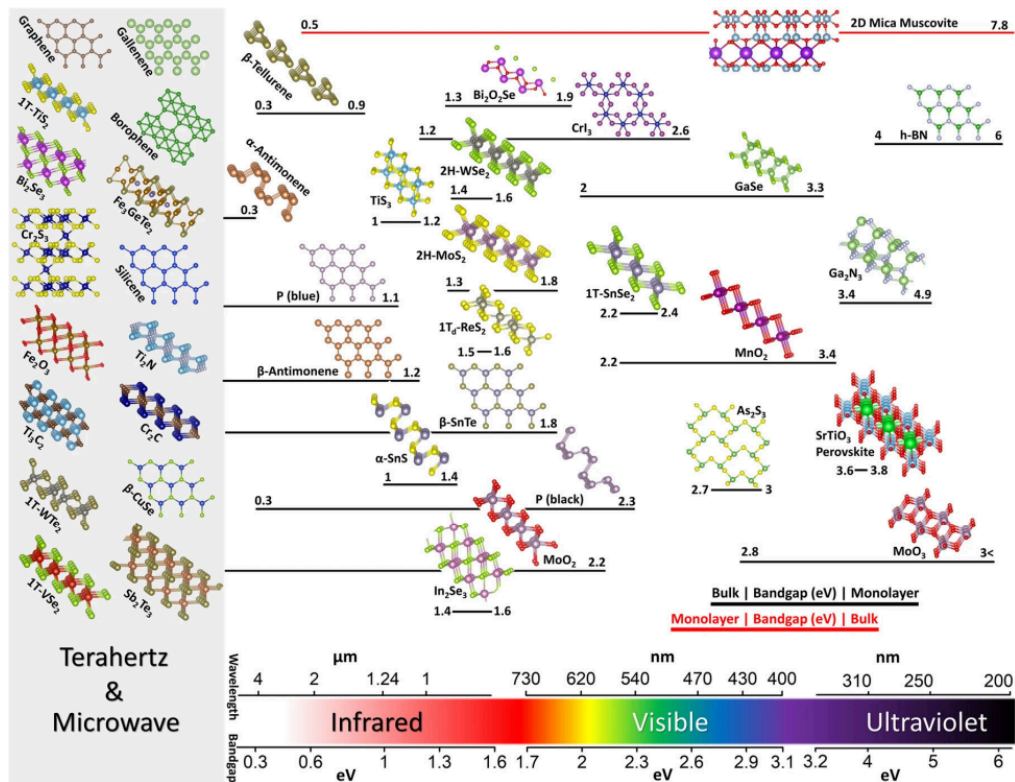 Graphene
Gallenene
1T-TiS2
Borophene
Bi2Se3
Fe3GeTe2
Cr2S3
Silicene
Fe2O3
Ti2N
Ti3C2
Cr2C
1T-WTe2
β-CuSe
1T-VSe2
Sb2Te3
Terahertz
&
Microwave
0.5
2D Mica Muscovite
7.8
β-Tellurene
0.3
0.9
Bi2O2Se
1.3
1.9
CrI3
1.2
2.6
h-BN
4
6
α-Antimonene
0.3
TiS3
1
1.2
2H-WSe2
1.4
1.6
GaSe
2
3.3
P (blue)
1.1
2H-MoS2
1.3
1.8
1T-SnSe2
2.2
2.4
Ga2N3
3.4
4.9
1Td-ReS2
1.5
1.6
MnO2
2.2
3.4
β-Antimonene
1.2
β-SnTe
1.8
α-SnS
1
1.4
As2S3
2.7
3
SrTiO3
Perovskite
3.6
3.8
P (black)
0.3
2.3
MoO2
2.2
In2Se3
1.4
1.6
MoO3
2.8
3<
Bulk | Bandgap (eV) | Monolayer
Monolayer | Bandgap (eV) | Bulk
Wavelength
µm
nm
nm
4
2
1.24
1
730
620
540
470
430
400
310
250
200
Infrared
Visible
Ultraviolet
Bandgap
0.3
0.6
1
1.3
1.6
1.7
2
2.3
2.6
2.9
3.1
3.2
4
5
6
eV
eV
eV